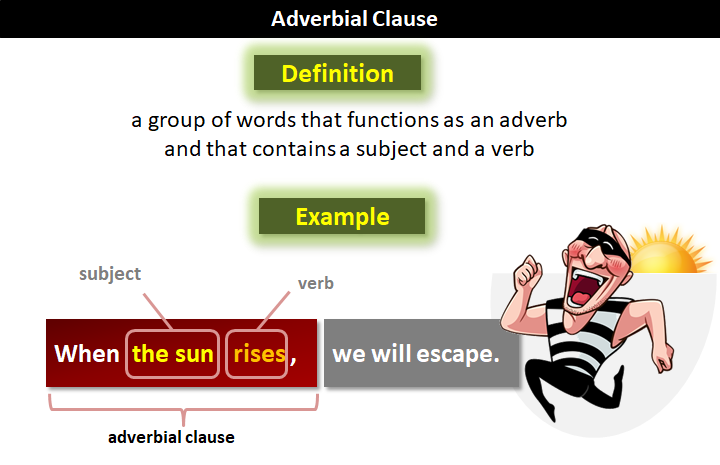 Adverbial Clause
Definition
a group of words that functions as an adverb
and that contains a subject and a verb
Example
subject
verb
When the sun rises, we will escape.
adverbial clause